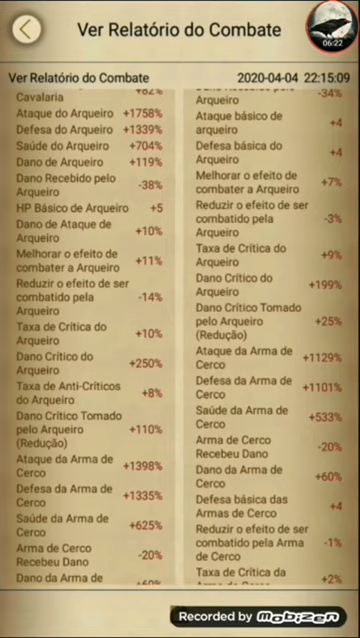 Ver Relatório do Combate
06:22
Ver Relatório do Combate 2020-04-04 22:15:09
Cavalaria +82%
Ataque do Arqueiro +1758%
Defesa do Arqueiro +1339%
Saúde do Arqueiro +704%
Dano de Arqueiro +119%
Dano Recebido pelo
Arqueiro -38%
HP Básico de Arqueiro +5
Dano de Ataque de
Arqueiro +10%
Melhorar o efeito de
combater a Arqueiro +11%
Reduzir o efeito de ser
combatido pela
Arqueiro -14%
Taxa de Crítica do
Arqueiro +10%
Dano Crítico do
Arqueiro +250%
Taxa de Anti-Críticos
do Arqueiro +8%
Dano Crítico Tomado
pelo Arqueiro
(Redução) +110%
Ataque da Arma de
Cerco +1398%
Defesa da Arma de
Cerco +1335%
Saúde da Arma de
Cerco +625%
Arma de Cerco
Recebeu Dano -20%
Dano da Arma de +60%
Dano Recebido pelo
Arqueiro -34%
Ataque básico de
arqueiro +4
Defesa básica do
Arqueiro +4
Melhorar o efeito de
combater a Arqueiro +7%
Reduzir o efeito de ser
combatido pela
Arqueiro -3%
Taxa de Crítica do
Arqueiro +9%
Dano Crítico do
Arqueiro +199%
Dano Crítico Tomado
pelo Arqueiro
(Redução) +25%
Ataque da Arma de
Cerco +1129%
Defesa da Arma de
Cerco +1101%
Saúde da Arma de
Cerco +533%
Arma de Cerco
Recebeu Dano -20%
Dano da Arma de
Cerco +60%
Defesa básica das
Armas de Cerco +4
Reduzir o efeito de ser
combatido pela Arma
de Cerco -1%
Taxa de Crítica da
Arma de Cerco +2%
Recorded by Mobizen